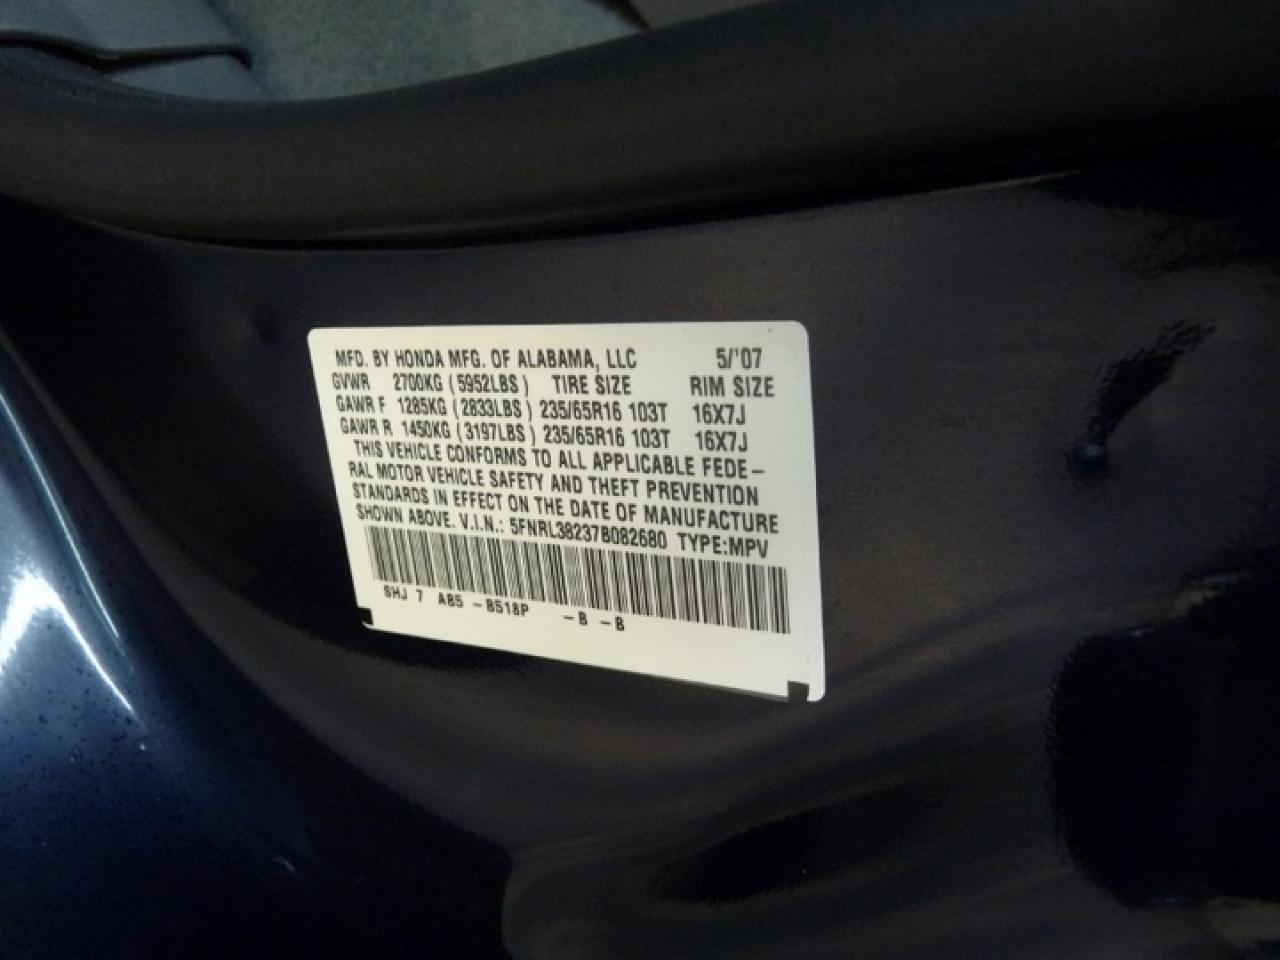 MFD. BY HONDA MFG. OF ALABAMA, LLC 5/'07
GVWR 2700KG (5952LBS) TIRE SIZE RIM SIZE
GAWR F 1285KG (2833LBS) 235/65R16 103T 16X7J
GAWR R 1450KG (3197LBS) 235/65R16 103T 16X7J
THIS VEHICLE CONFORMS TO ALL APPLICABLE FEDE-
RAL MOTOR VEHICLE SAFETY AND THEFT PREVENTION
STANDARDS IN EFFECT ON THE DATE OF MANUFACTURE
SHOWN ABOVE. V.I.N.: 5FNRL38237B082680 TYPE:MPV
SHJ 7 AB5 -B518P -B -B